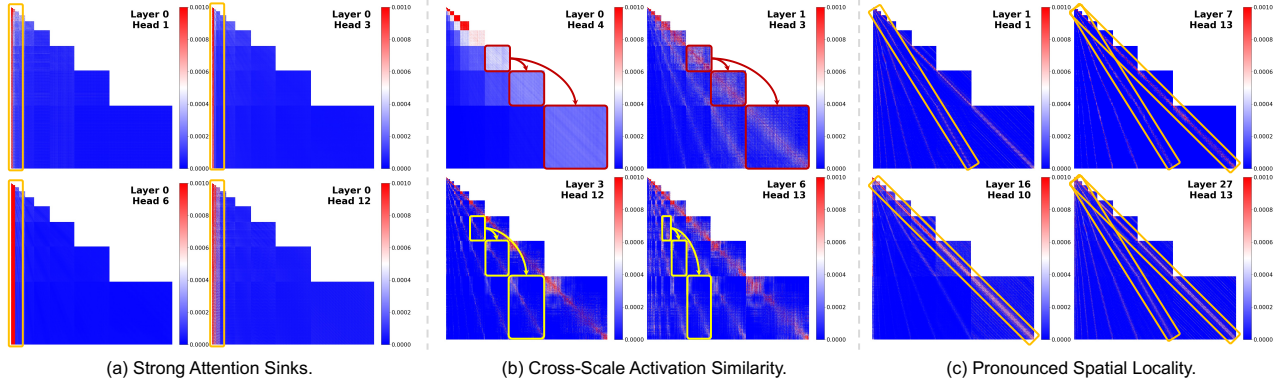 Layer 0
Head 1
0.0010
0.0008
0.0006
0.0004
0.0002
0.0000
Layer 0
Head 3
0.0010
0.0008
0.0006
0.0004
0.0002
0.0000
Layer 0
Head 4
0.0010
0.0008
0.0006
0.0004
0.0002
0.0000
Layer 1
Head 3
0.0010
0.0008
0.0006
0.0004
0.0002
0.0000
Layer 1
Head 1
0.0010
0.0008
0.0006
0.0004
0.0002
0.0000
Layer 7
Head 13
0.0010
0.0008
0.0006
0.0004
0.0002
0.0000
Layer 0
Head 6
0.0010
0.0008
0.0006
0.0004
0.0002
0.0000
Layer 0
Head 12
0.0010
0.0008
0.0006
0.0004
0.0002
0.0000
Layer 3
Head 12
0.0010
0.0008
0.0006
0.0004
0.0002
0.0000
Layer 6
Head 13
0.0010
0.0008
0.0006
0.0004
0.0002
0.0000
Layer 16
Head 10
0.0010
0.0008
0.0006
0.0004
0.0002
0.0000
Layer 27
Head 13
0.0010
0.0008
0.0006
0.0004
0.0002
0.0000
(a) Strong Attention Sinks.
(b) Cross-Scale Activation Similarity.
(c) Pronounced Spatial Locality.